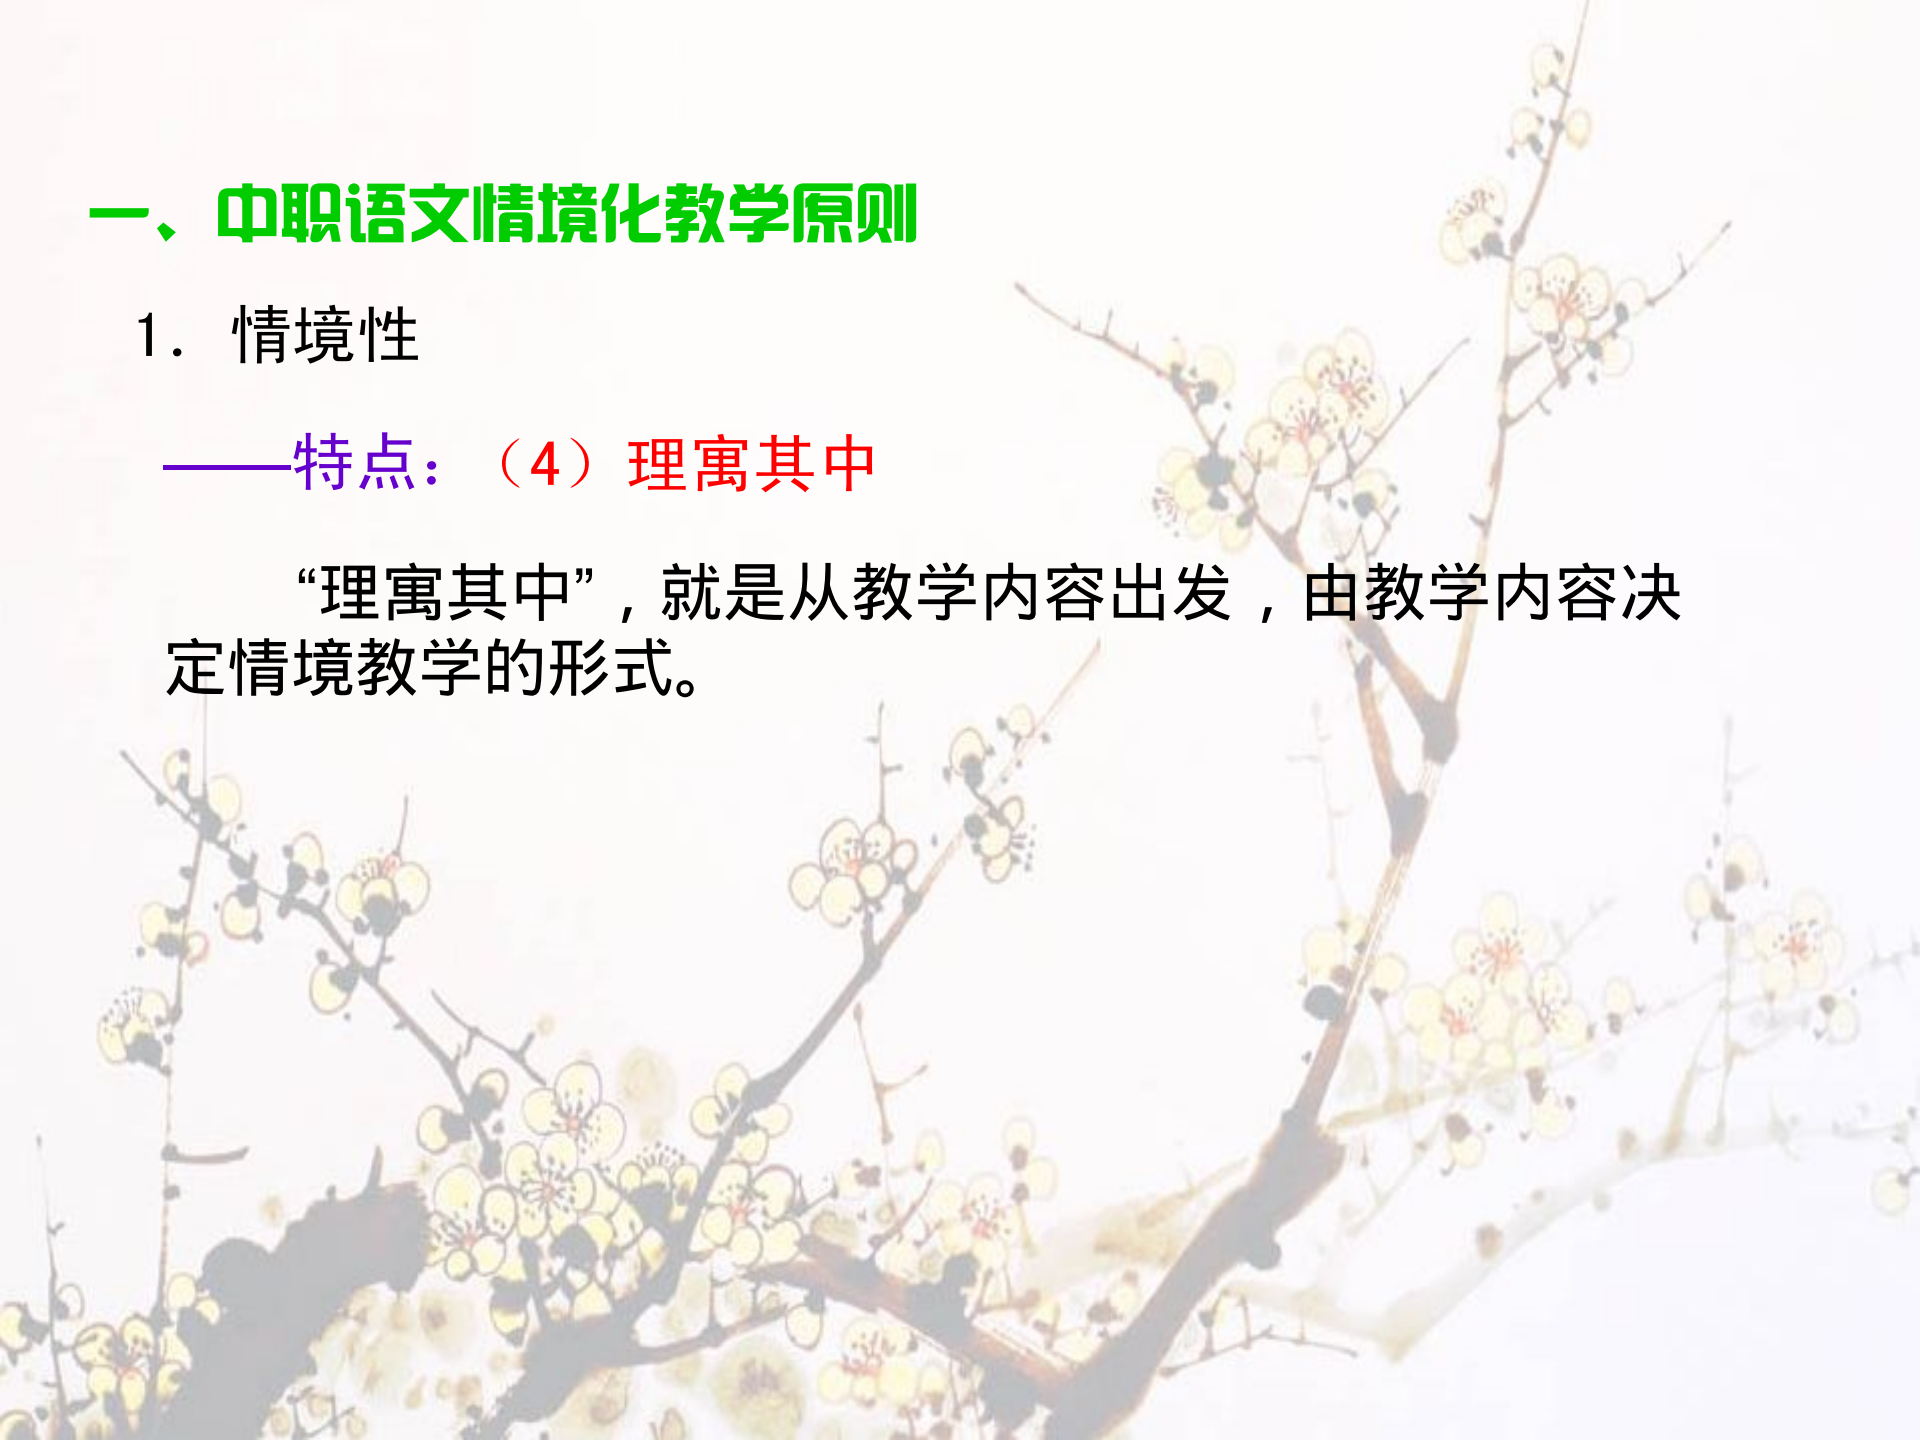 一、中职语文情境化教学原则
1. 情境性
——特点：（4）理寓其中
“理寓其中”，就是从教学内容出发，由教学内容决
定情境教学的形式。